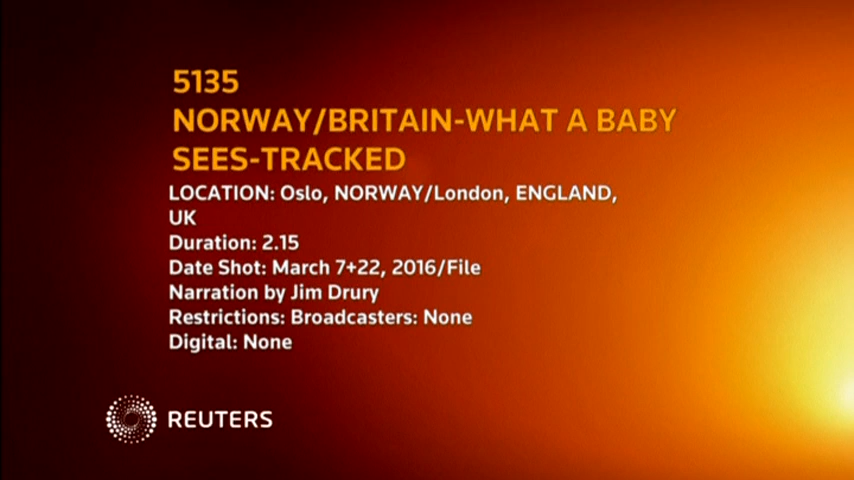 5135
NORWAY/BRITAIN-WHAT A BABY
SEES-TRACKED
LOCATION: Oslo, NORWAY/London, ENGLAND,
UK
Duration: 2.15
Date Shot: March 7+22, 2016/File
Narration by Jim Drury
Restrictions: Broadcasters: None
Digital: None
REUTERS